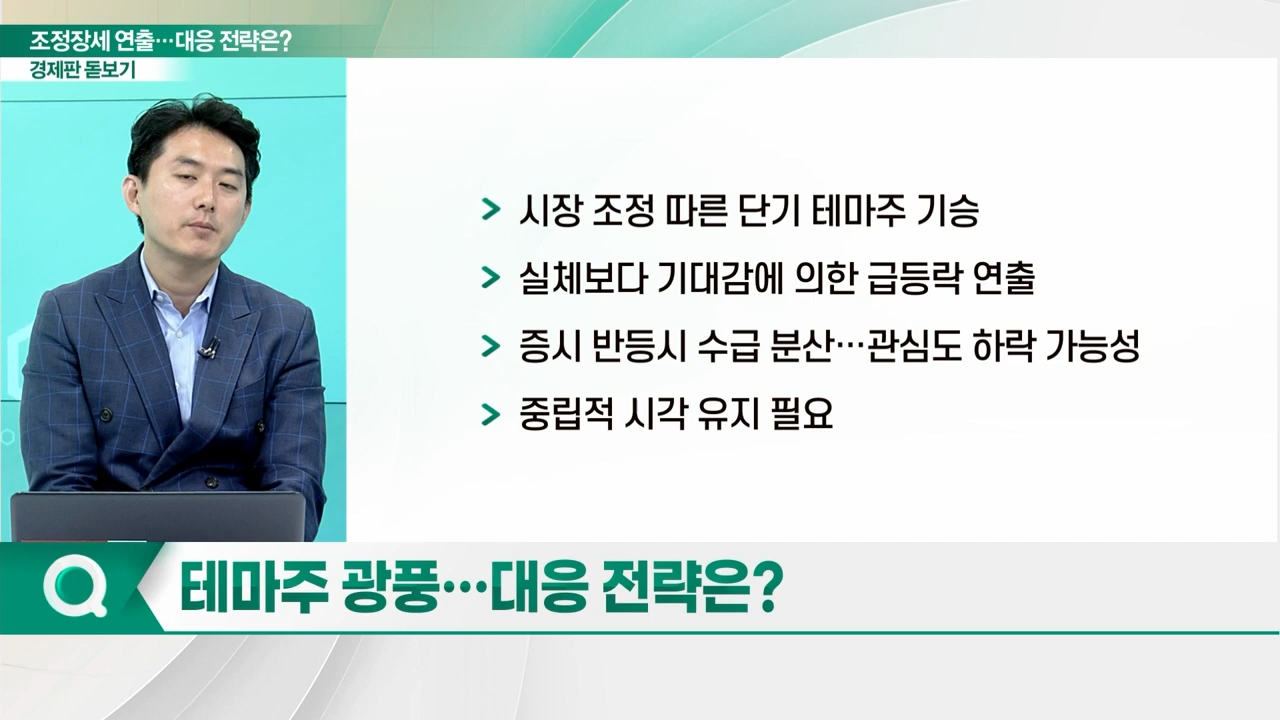 조정장세 연출…대응 전략은?
경제판 돋보기
> 시장 조정 따른 단기 테마주 기승
> 실체보다 기대감에 의한 급등락 연출
> 증시 반등시 수급 분산…관심도 하락 가능성
> 중립적 시각 유지 필요
Q 테마주 광풍…대응 전략은?